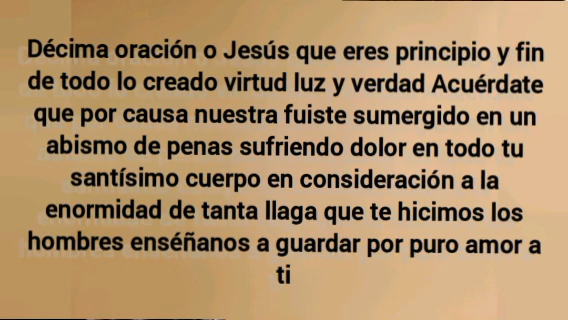 Décima oración o Jesús que eres principio y fin
de todo lo creado virtud luz y verdad Acuérdate
que por causa nuestra fuiste sumergido en un
abismo de penas sufriendo dolor en todo tu
santísimo cuerpo en consideración a la
enormidad de tanta llaga que te hicimos los
hombres enséñanos a guardar por puro amor a
ti